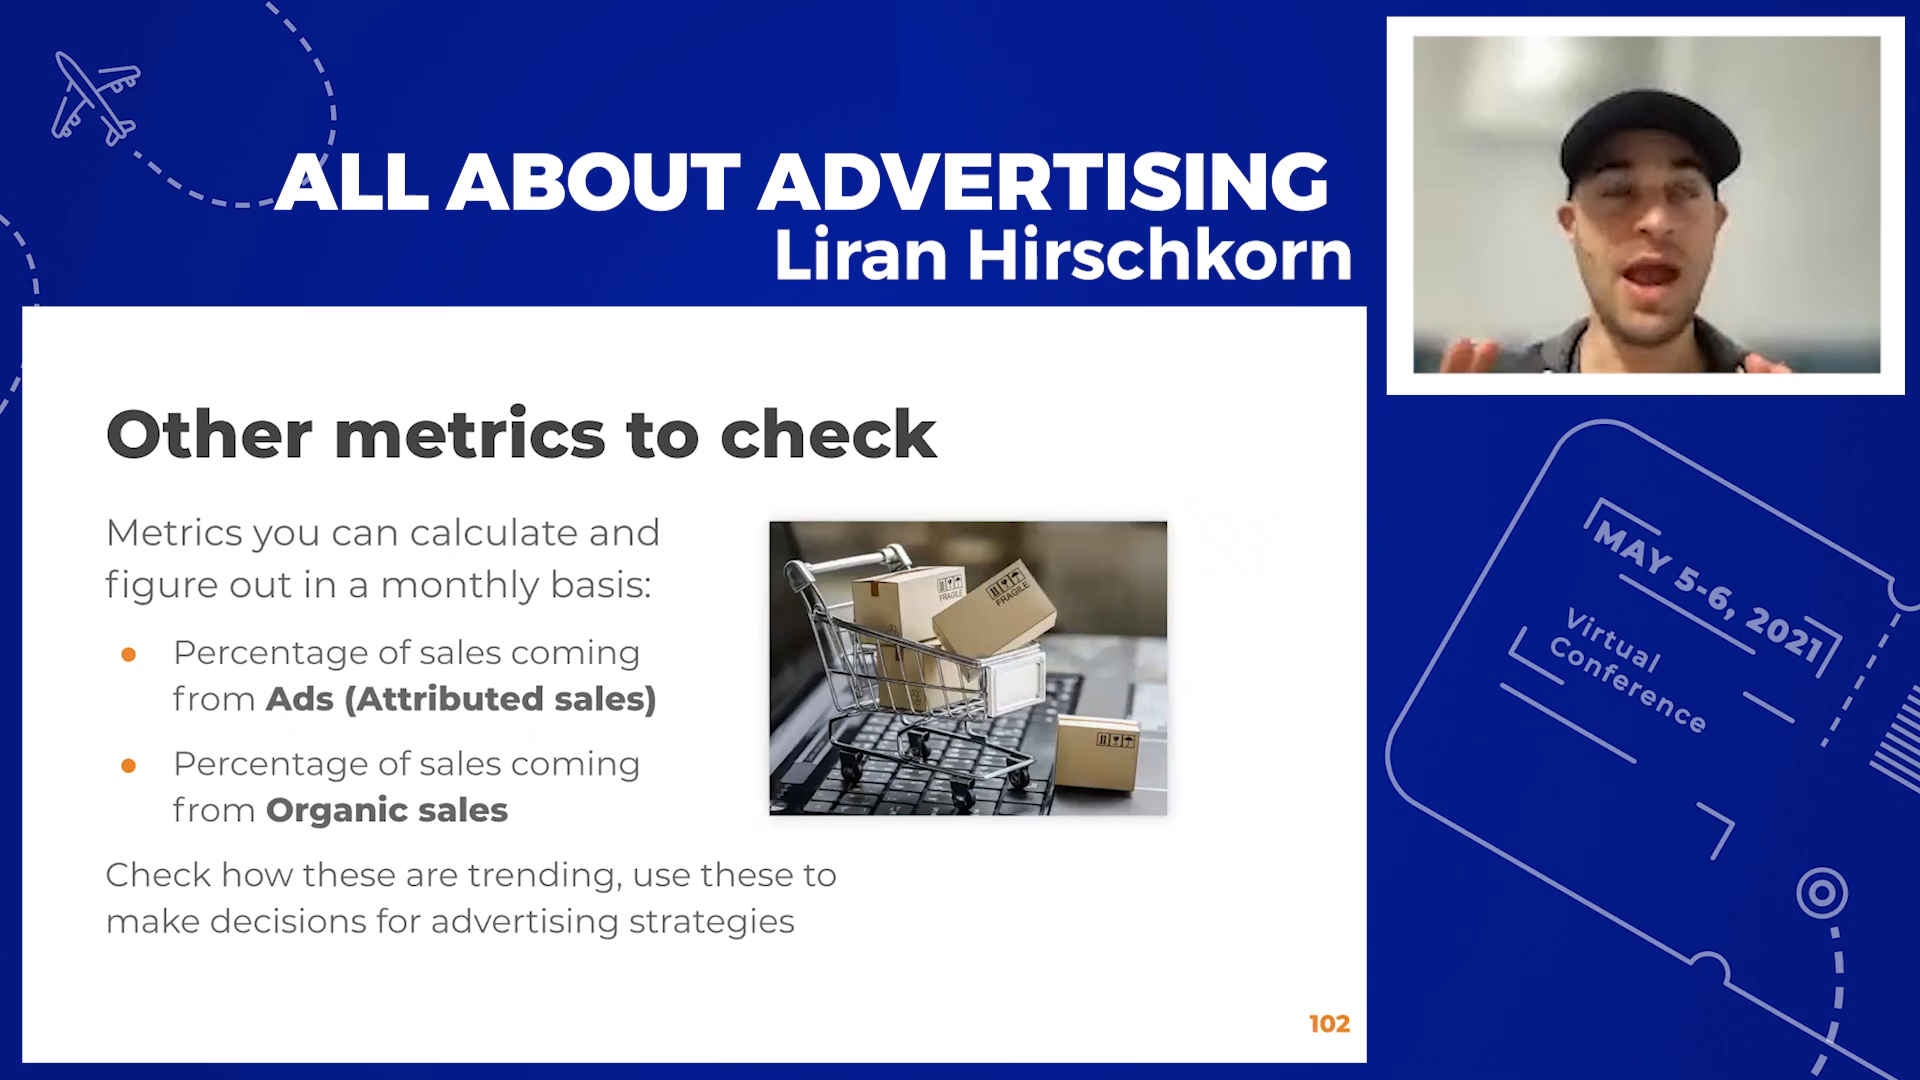 ALL ABOUT ADVERTISING
Liran Hirschkorn
Other metrics to check
Metrics you can calculate and
figure out in a monthly basis:
Percentage of sales coming
from Ads (Attributed sales)
Percentage of sales coming
from Organic sales
Check how these are trending, use these to
make decisions for advertising strategies
FRAGILE
FRAGILE
102
MAY 5-6, 2021
Virtual
Conference